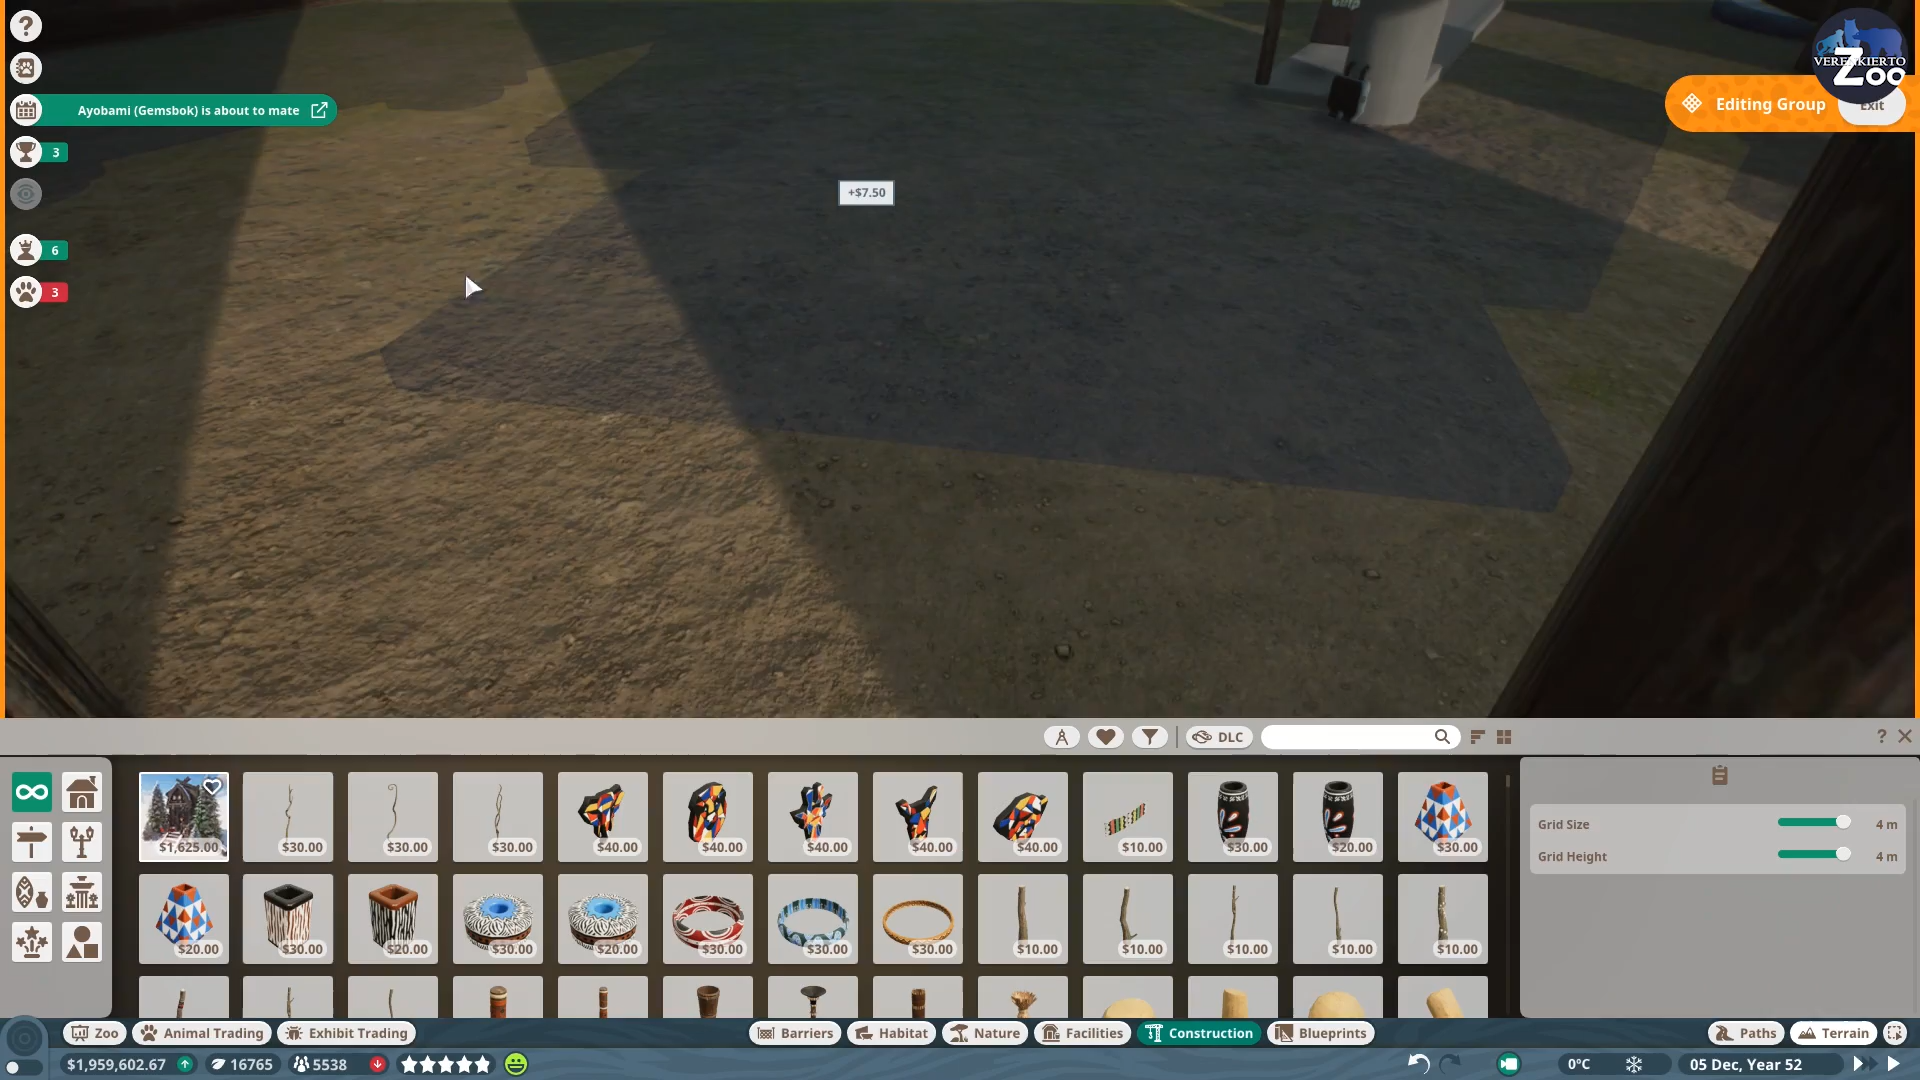 VERENKIERTO
Zoo
Editing Group
Exit
Ayobami (Gemsbok) is about to mate
3
+$7.50
6
3
DLC
$1,625.00
$30.00
$30.00
$30.00
$40.00
$40.00
$40.00
$40.00
$40.00
$10.00
$30.00
$20.00
$30.00
$20.00
$30.00
$20.00
$30.00
$20.00
$30.00
$30.00
$30.00
$10.00
$10.00
$10.00
$10.00
$10.00
Grid Size
4 m
Grid Height
4 m
Zoo
Animal Trading
Exhibit Trading
Barriers
Habitat
Nature
Facilities
Construction
Blueprints
Paths
Terrain
$1,959,602.67
16765
5538
0°C
05 Dec, Year 52